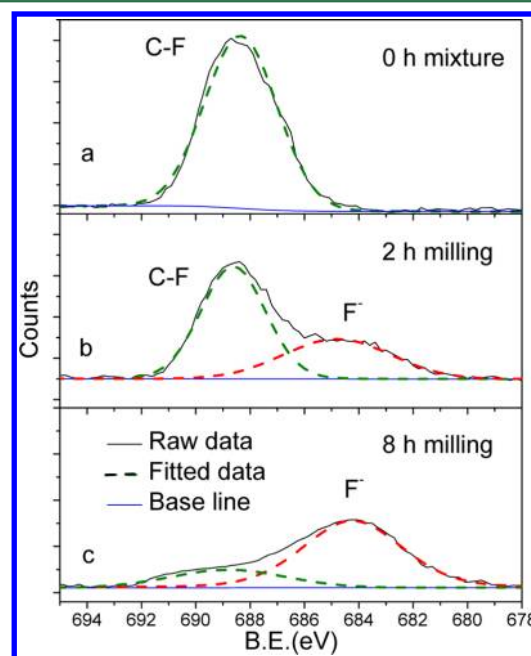 C-F
0 h mixture
a
C-F
2 h milling
F-
b
Counts
Raw data
Fitted data
Base line
8 h milling
F-
c
694 692 690 688 686 684 682 680 678
B.E.(eV)